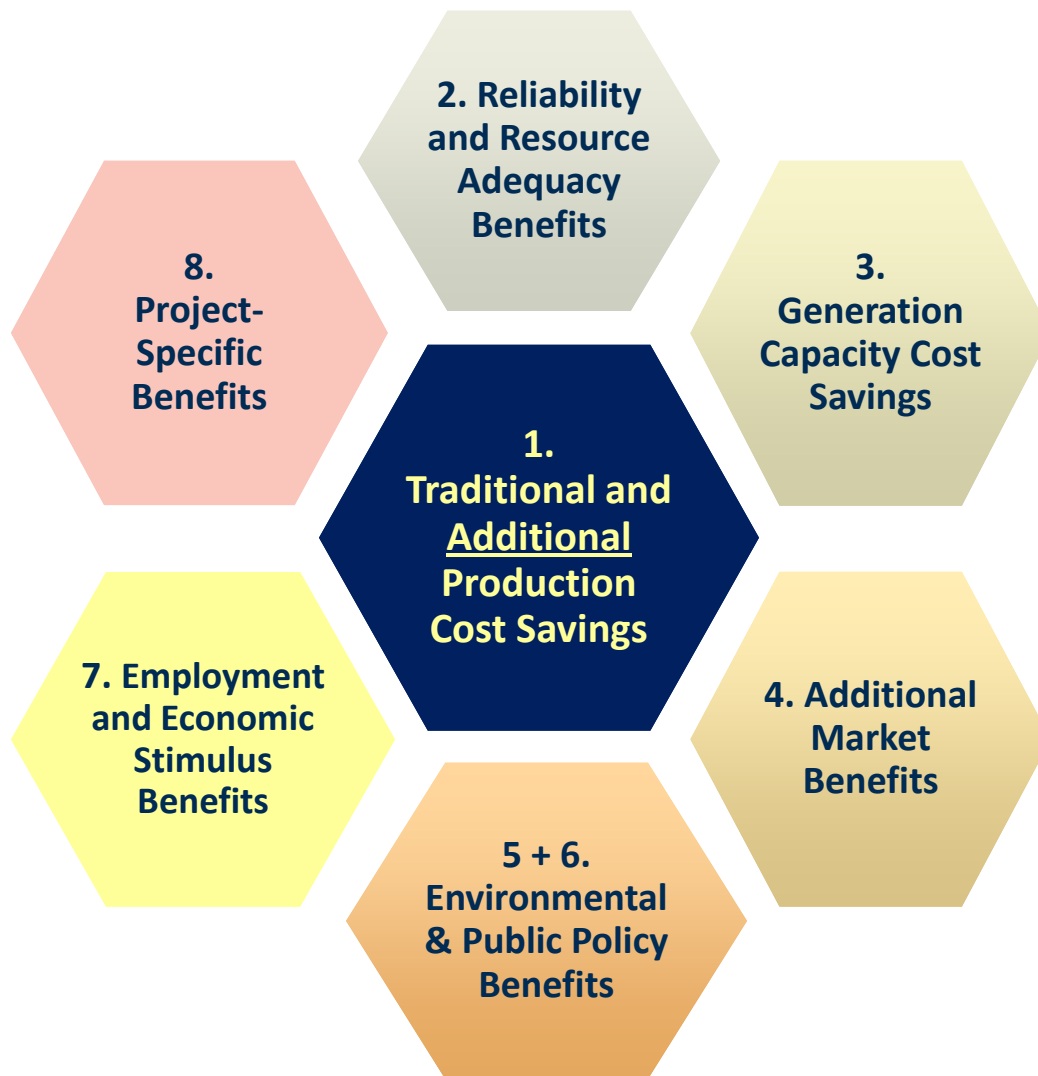 2. Reliability
and Resource
Adequacy
Benefits
8.
Project-
Specific
Benefits
3.
Generation
Capacity Cost
Savings
1.
Traditional and
Additional
Production
Cost Savings
7. Employment
and Economic
Stimulus
Benefits
4. Additional
Market
Benefits
5 + 6.
Environmental
& Public Policy
Benefits